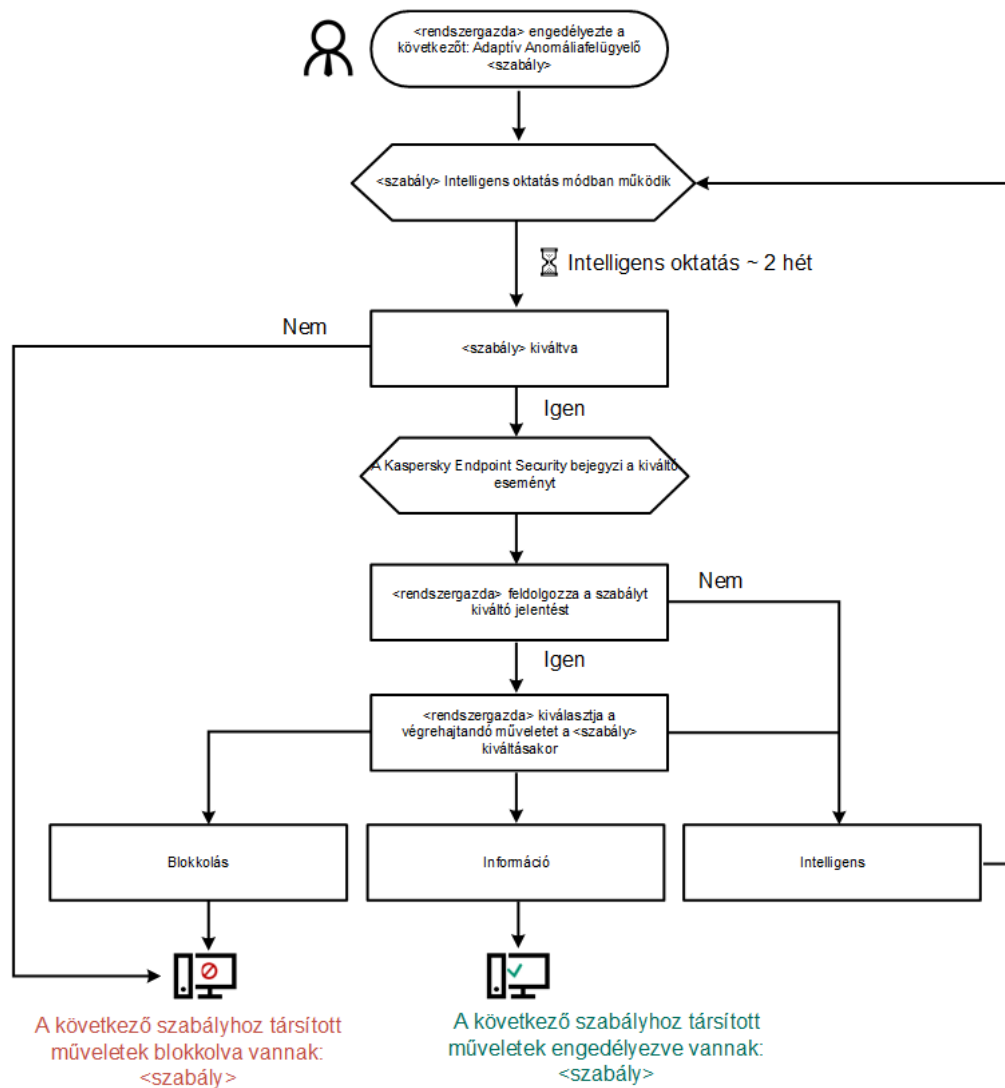 <rendszergazda> engedélyezte a
következőt: Adaptív Anomáliafelügyelő
<szabály>
<szabály> Intelligens oktatás módban működik
Intelligens oktatás ~ 2 hét
Nem
<szabály> kiváltva
Igen
A Kaspersky Endpoint Security bejegyzi a kiváltó
eseményt
<rendszergazda> feldolgozza a szabályt
kiváltó jelentést
Nem
Igen
<rendszergazda> kiválasztja a
végrehajtandó műveletet a <szabály>
kiváltásakor
Blokkolás
Információ
Intelligens
A következő szabályhoz társított
műveletek blokkolva vannak:
<szabály>
A következő szabályhoz társított
műveletek engedélyezve vannak:
<szabály>